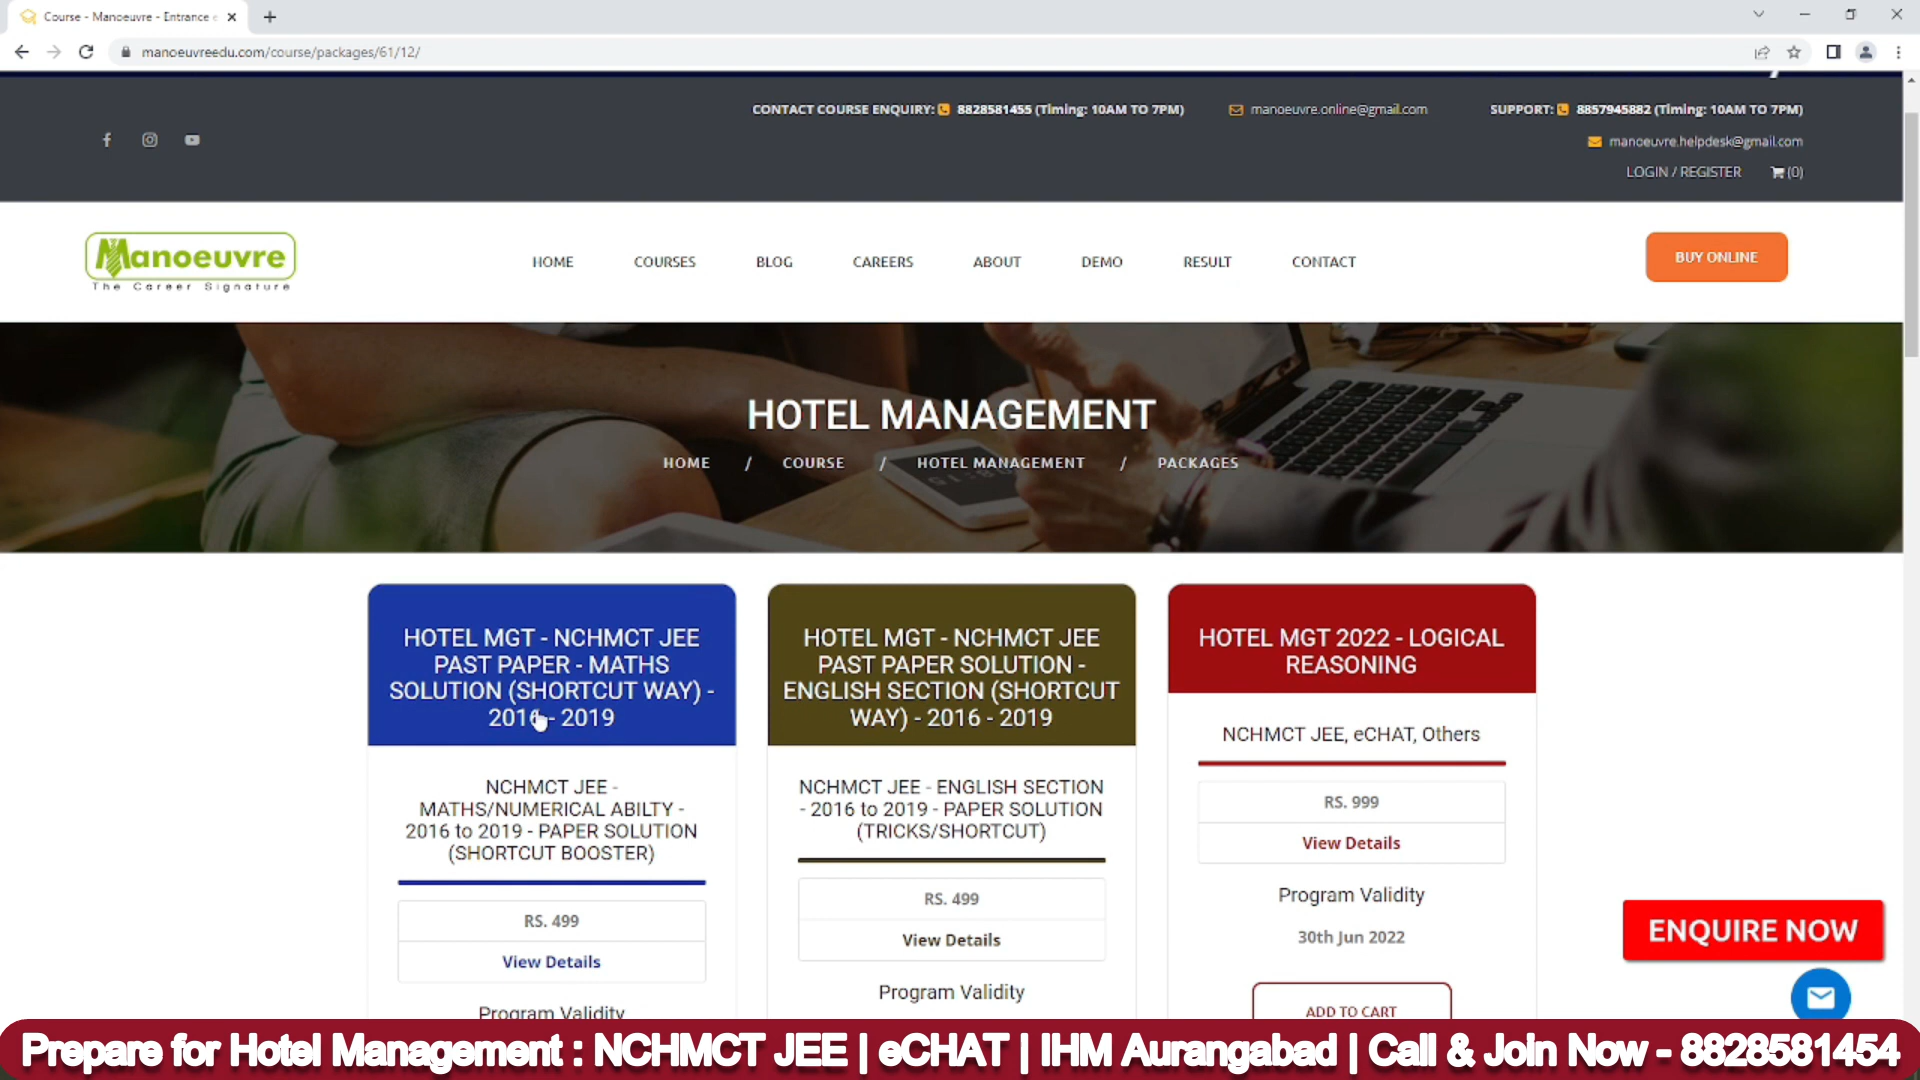 Course - Manoeuvre - Entrance e
manoeuvreedu.com/course/packages/61/12/
CONTACT COURSE ENQUIRY: 8828581455 (Timing: 10AM TO 7PM)
manoeuvre.online@gmail.com
SUPPORT: 8857945882 (Timing: 10AM TO 7PM)
manoeuvre.helpdesk@gmail.com
LOGIN / REGISTER (0)
Manoeuvre
The Career Signature
HOME COURSES BLOG CAREERS ABOUT DEMO RESULT CONTACT
BUY ONLINE
HOTEL MANAGEMENT
HOME / COURSE / HOTEL MANAGEMENT / PACKAGES
HOTEL MGT - NCHMCT JEE
PAST PAPER - MATHS
SOLUTION (SHORTCUT WAY) -
2016 - 2019
NCHMCT JEE -
MATHS/NUMERICAL ABILTY -
2016 to 2019 - PAPER SOLUTION
(SHORTCUT BOOSTER)
RS. 499
View Details
Program Validity
HOTEL MGT - NCHMCT JEE
PAST PAPER SOLUTION -
ENGLISH SECTION (SHORTCUT
WAY) - 2016 - 2019
NCHMCT JEE - ENGLISH SECTION
- 2016 to 2019 - PAPER SOLUTION
(TRICKS/SHORTCUT)
RS. 499
View Details
Program Validity
HOTEL MGT 2022 - LOGICAL
REASONING
NCHMCT JEE, eCHAT, Others
RS. 999
View Details
Program Validity
30th Jun 2022
ADD TO CART
ENQUIRE NOW
Prepare for Hotel Management : NCHMCT JEE | eCHAT | IHM Aurangabad | Call & Join Now - 8828581454